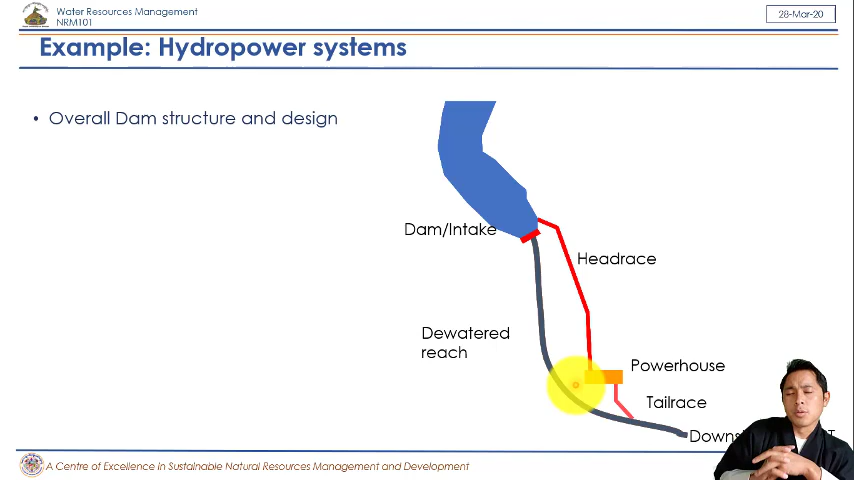 Water Resources Management
NRM101
28-Mar-20
Example: Hydropower systems
• Overall Dam structure and design
Dam/Intake
Headrace
Dewatered
reach
Powerhouse
Tailrace
A Centre of Excellence in Sustainable Natural Resources Management and Development